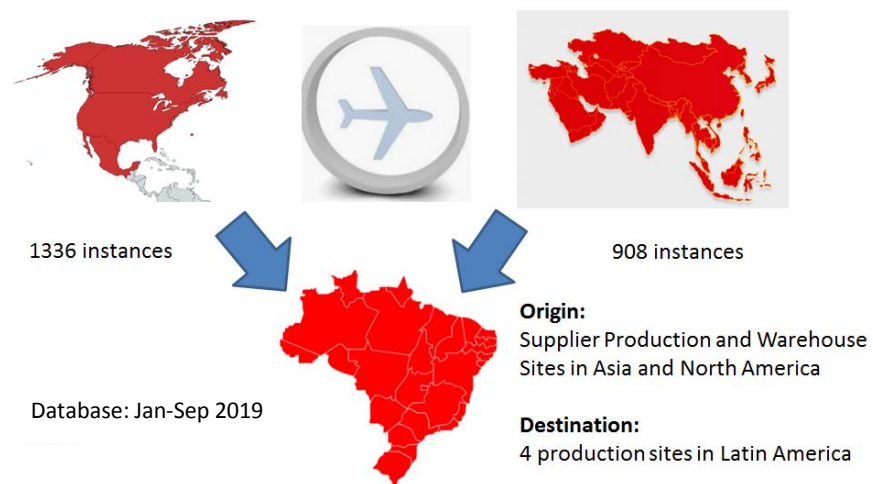 1336 instances
908 instances
Origin:
Supplier Production and Warehouse
Sites in Asia and North America
Database: Jan-Sep 2019
Destination:
4 production sites in Latin America